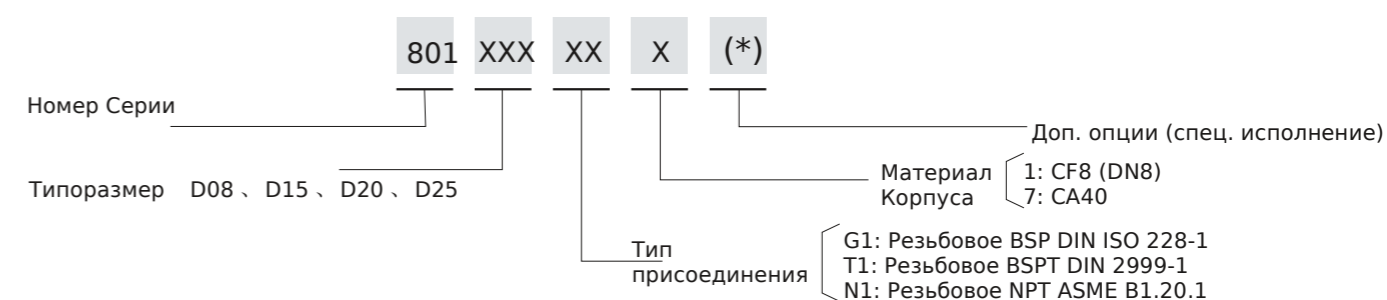 801 XXX XX X (*)
Номер Серии
Доп. опции (спец. исполнение)
Типоразмер D08 、 D15 、 D20 、 D25
Материал
Корпуса
1: CF8 (DN8)
7: CA40
Тип
присоединения
G1: Резьбовое BSP DIN ISO 228-1
T1: Резьбовое BSPT DIN 2999-1
N1: Резьбовое NPT ASME B1.20.1